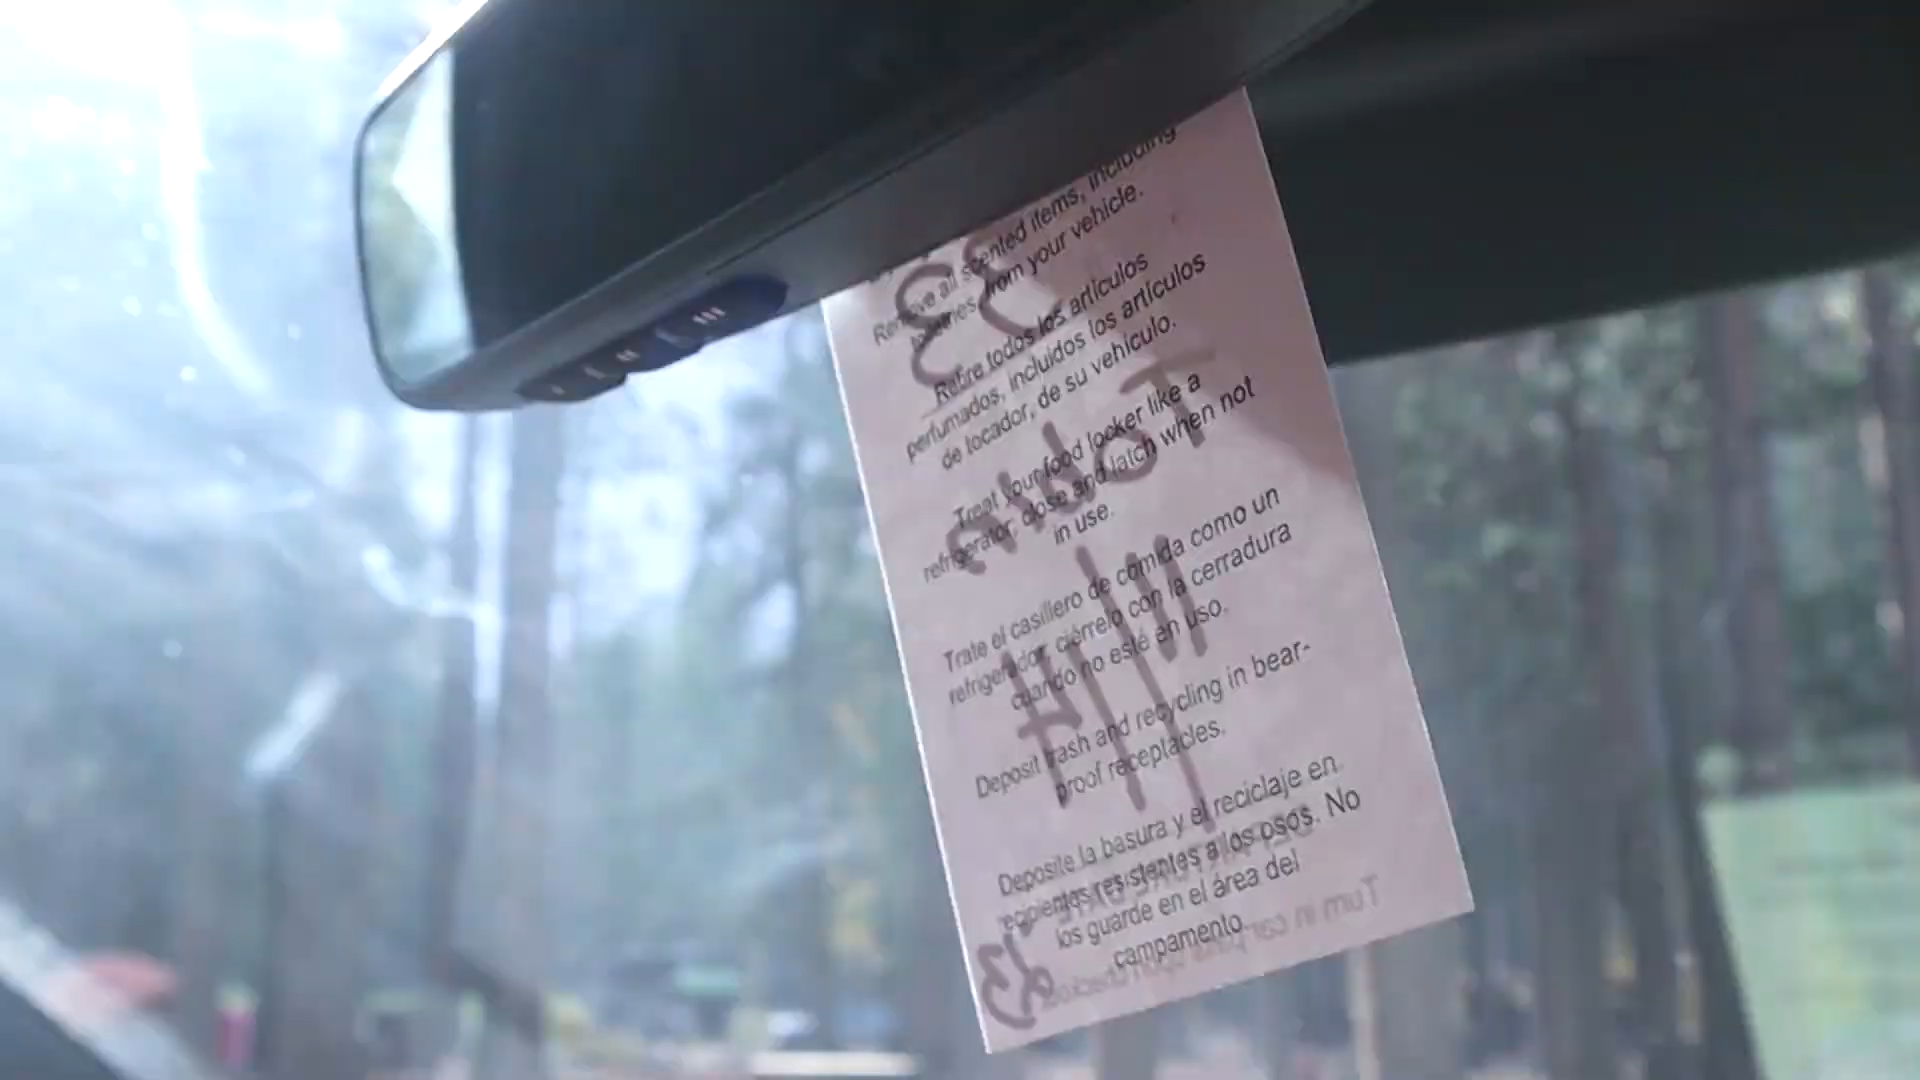 Remove all scented items, including
toiletries, from your vehicle.
Retire todos los artículos
perfumados, incluidos los artículos
de tocador, de su vehículo.
Treat your food locker like a
refrigerator, close and latch when not
in use.
Trate el casillero de comida como un
refrigerador, ciérrelo con la cerradura
cuando no esté en uso.
Deposit trash and recycling in bear-
proof receptacles.
Deposite la basura y el reciclaje en
recipientes resistentes a los osos. No
los guarde en el área del
campamento.